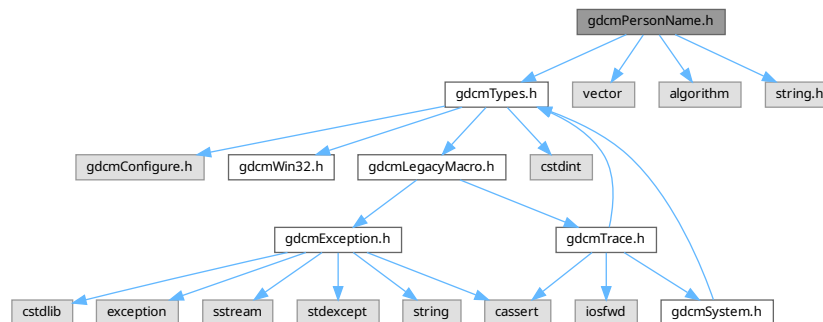 gdcmPersonName.h
gdcmTypes.h
vector
algorithm
string.h
gdcmConfigure.h
gdcmWin32.h
gdcmLegacyMacro.h
cstdint
gdcmException.h
gdcmTrace.h
cstdlib
exception
sstream
stdexcept
string
cassert
iosfwd
gdcmSystem.h